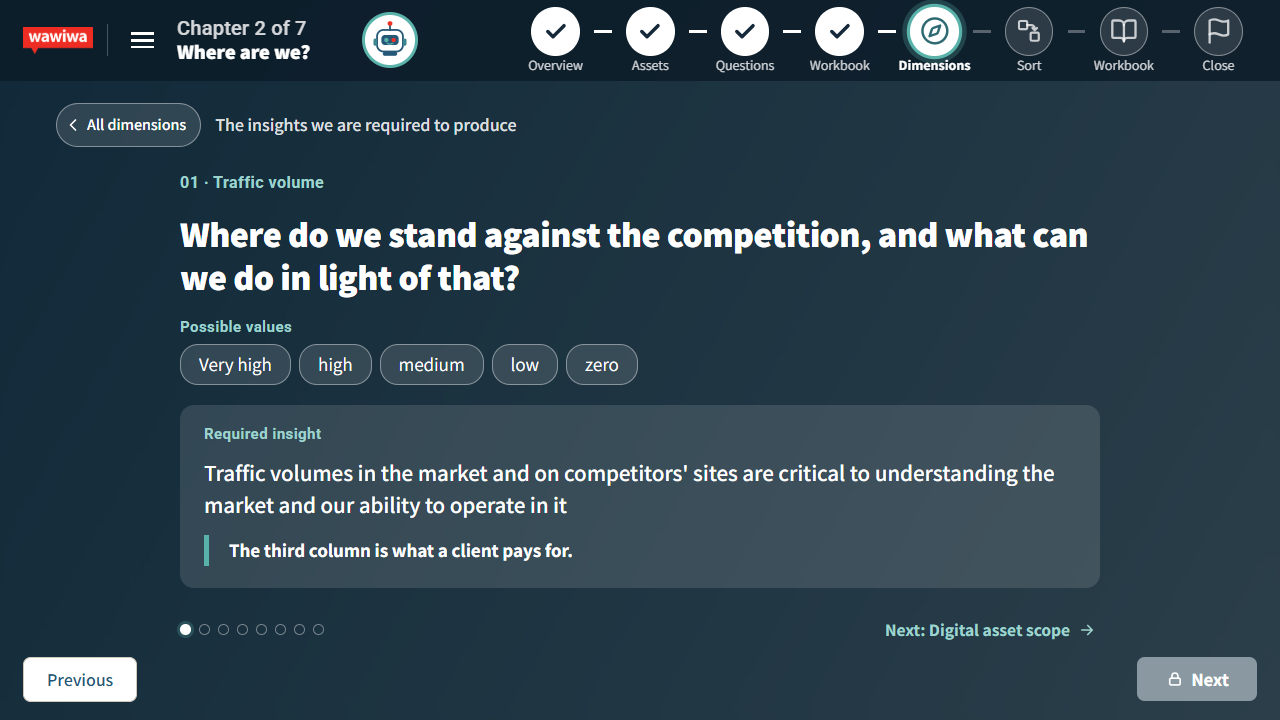 wawiwa
Chapter 2 of 7
Where are we?
Overview
Assets
Questions
Workbook
Dimensions
Sort
Workbook
Close
All dimensions
The insights we are required to produce
01 · Traffic volume
Where do we stand against the competition, and what can
we do in light of that?
Possible values
Very high
high
medium
low
zero
Required insight
Traffic volumes in the market and on competitors' sites are critical to understanding the
market and our ability to operate in it
The third column is what a client pays for.
Next: Digital asset scope
Previous
Next